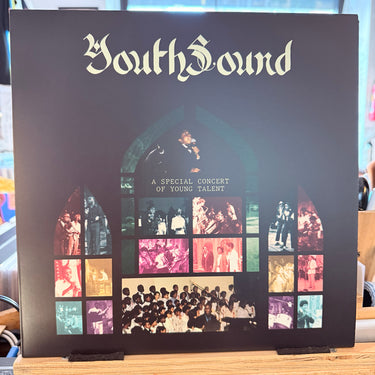 YouthSound
A SPECIAL CONCERT
OF YOUNG TALENT